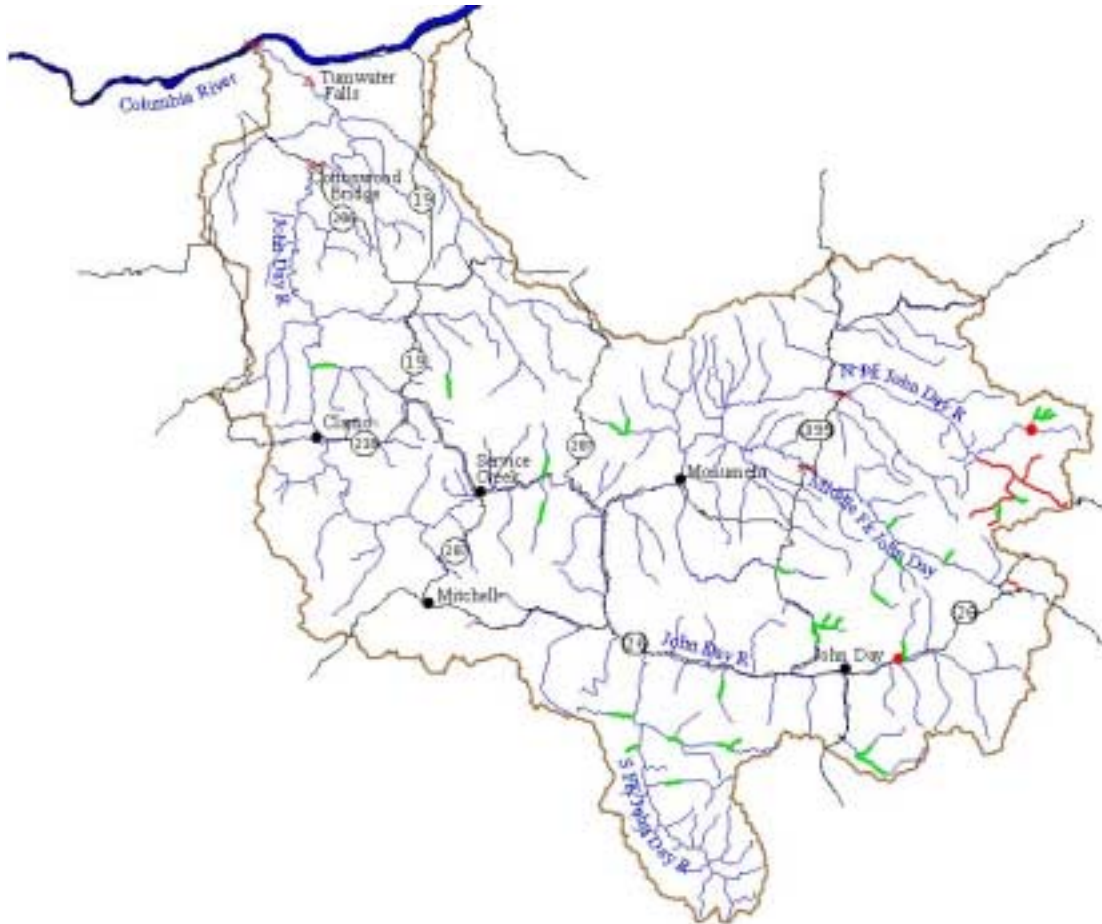 Columbia River
Tumwater
Falls
Cottonwood
Bridge
19
206
John Day R
19
N Fk John Day R
Clarno
218
395
207
Service
Creek
Monument
Middle Fk John Day
207
Mitchell
26
26
John Day R
John Day
S Fk John Day R